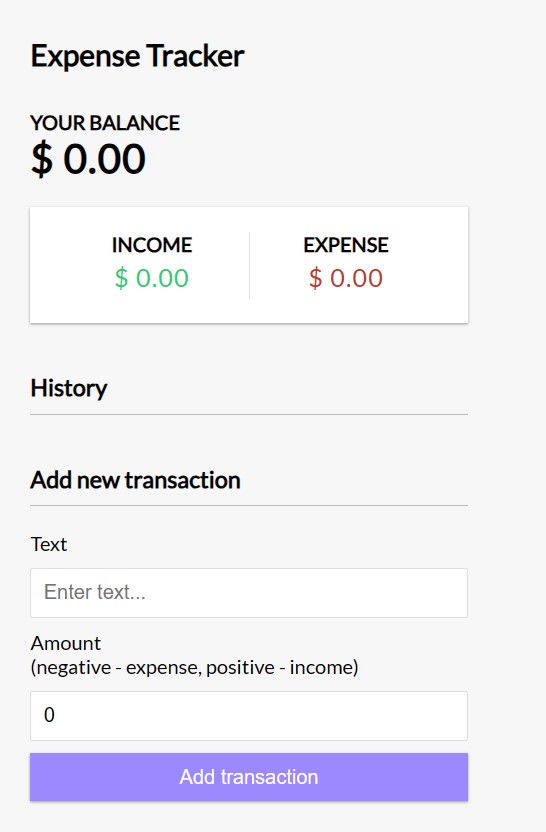 Expense Tracker
YOUR BALANCE
$ 0.00
INCOME
EXPENSE
$ 0.00
$ 0.00
History
Add new transaction
Text
Enter text...
Amount
(negative - expense, positive - income)
0
Add transaction